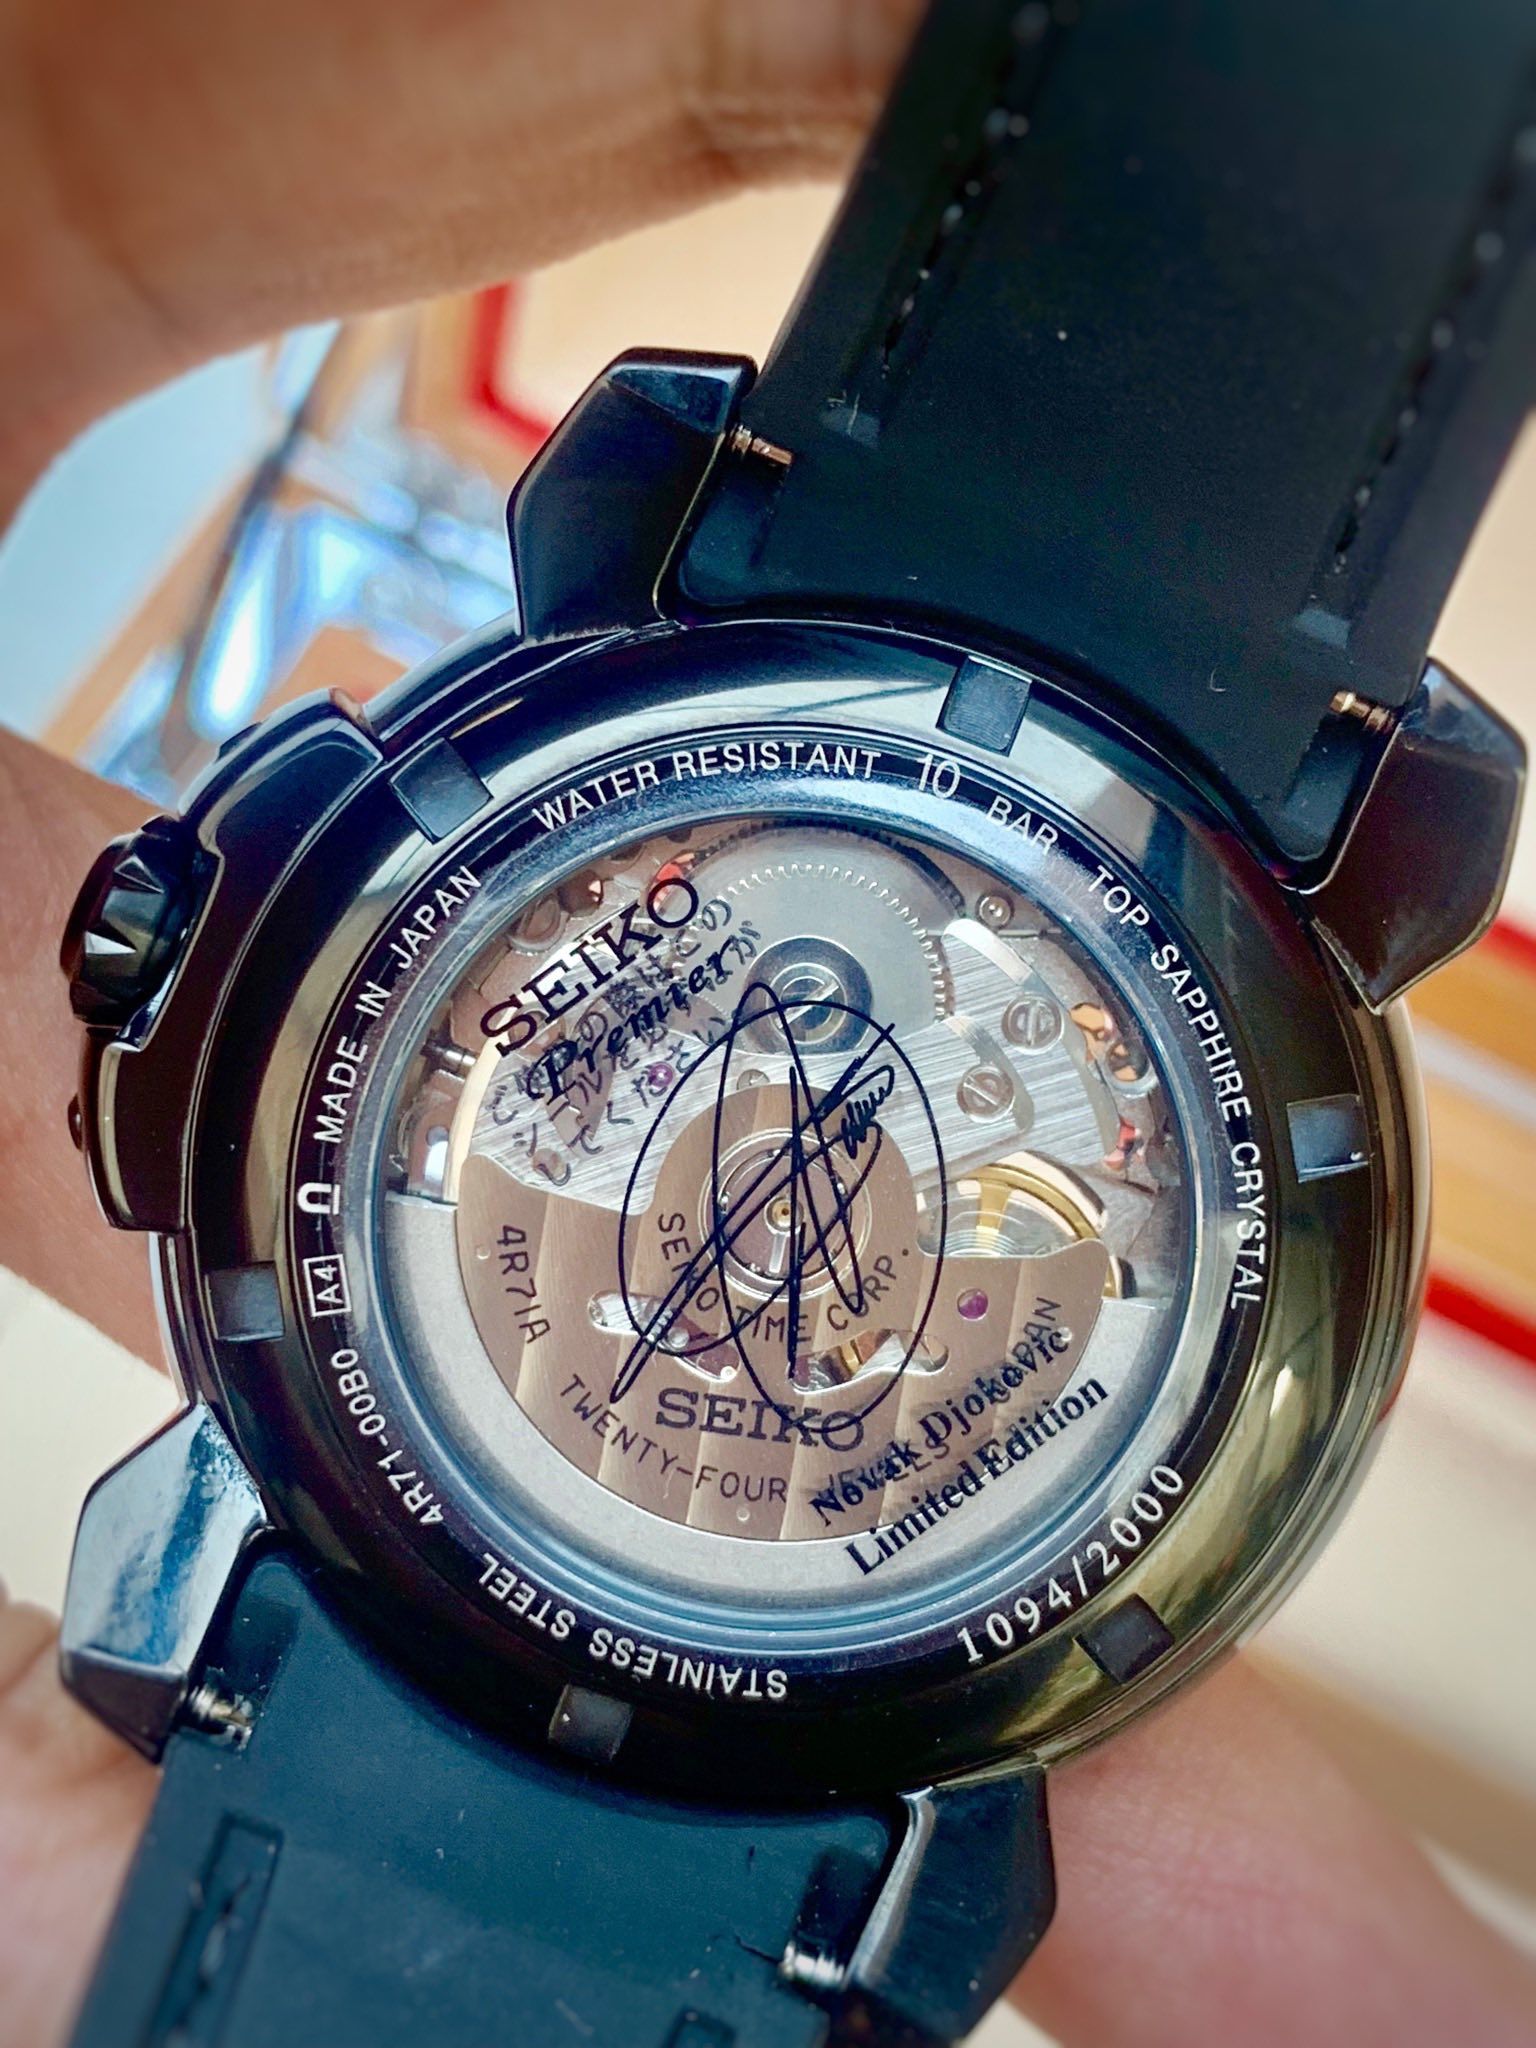 WATER RESISTANT 10 BAR TOP SAPPHIRE CRYSTAL
1094/2000
STAINLESS STEEL
4R71-00B0 A4
MADE IN JAPAN
SEIKO
Premier
4R71A
SEIKO TIME CORP.
SEIKO
TWENTY-FOUR JEWELS
Novak Djokovic
Limited Edition